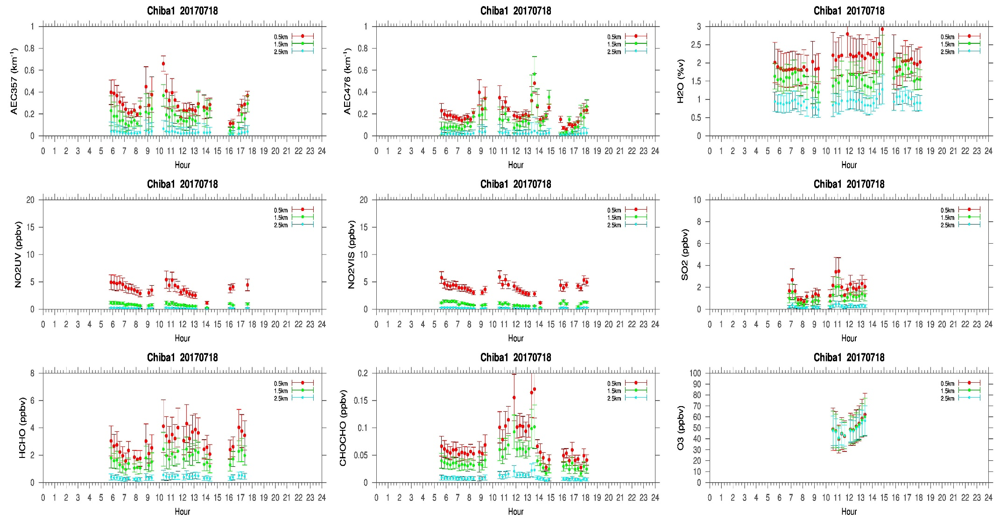 Chiba1 20170718
AEC357 (km-1)
1
0.8
0.6
0.4
0.2
0
0.5km
1.5km
2.5km
0 1 2 3 4 5 6 7 8 9 10 11 12 13 14 15 16 17 18 19 20 21 22 23 24
Hour
Chiba1 20170718
AEC476 (km-1)
1
0.8
0.6
0.4
0.2
0
0.5km
1.5km
2.5km
0 1 2 3 4 5 6 7 8 9 10 11 12 13 14 15 16 17 18 19 20 21 22 23 24
Hour
Chiba1 20170718
H2O (%v)
3
2.5
2
1.5
1
0.5
0
0.5km
1.5km
2.5km
0 1 2 3 4 5 6 7 8 9 10 11 12 13 14 15 16 17 18 19 20 21 22 23 24
Hour
Chiba1 20170718
NO2UV (ppbv)
20
15
10
5
0
0.5km
1.5km
2.5km
0 1 2 3 4 5 6 7 8 9 10 11 12 13 14 15 16 17 18 19 20 21 22 23 24
Hour
Chiba1 20170718
NO2VIS (ppbv)
20
15
10
5
0
0.5km
1.5km
2.5km
0 1 2 3 4 5 6 7 8 9 10 11 12 13 14 15 16 17 18 19 20 21 22 23 24
Hour
Chiba1 20170718
SO2 (ppbv)
10
8
6
4
2
0
0.5km
1.5km
2.5km
0 1 2 3 4 5 6 7 8 9 10 11 12 13 14 15 16 17 18 19 20 21 22 23 24
Hour
Chiba1 20170718
HCHO (ppbv)
8
6
4
2
0
0.5km
1.5km
2.5km
0 1 2 3 4 5 6 7 8 9 10 11 12 13 14 15 16 17 18 19 20 21 22 23 24
Hour
Chiba1 20170718
CHOCHO (ppbv)
0.2
0.15
0.1
0.05
0
0.5km
1.5km
2.5km
0 1 2 3 4 5 6 7 8 9 10 11 12 13 14 15 16 17 18 19 20 21 22 23 24
Hour
Chiba1 20170718
O3 (ppbv)
100
90
80
70
60
50
40
30
20
10
0
0.5km
1.5km
2.5km
0 1 2 3 4 5 6 7 8 9 10 11 12 13 14 15 16 17 18 19 20 21 22 23 24
Hour